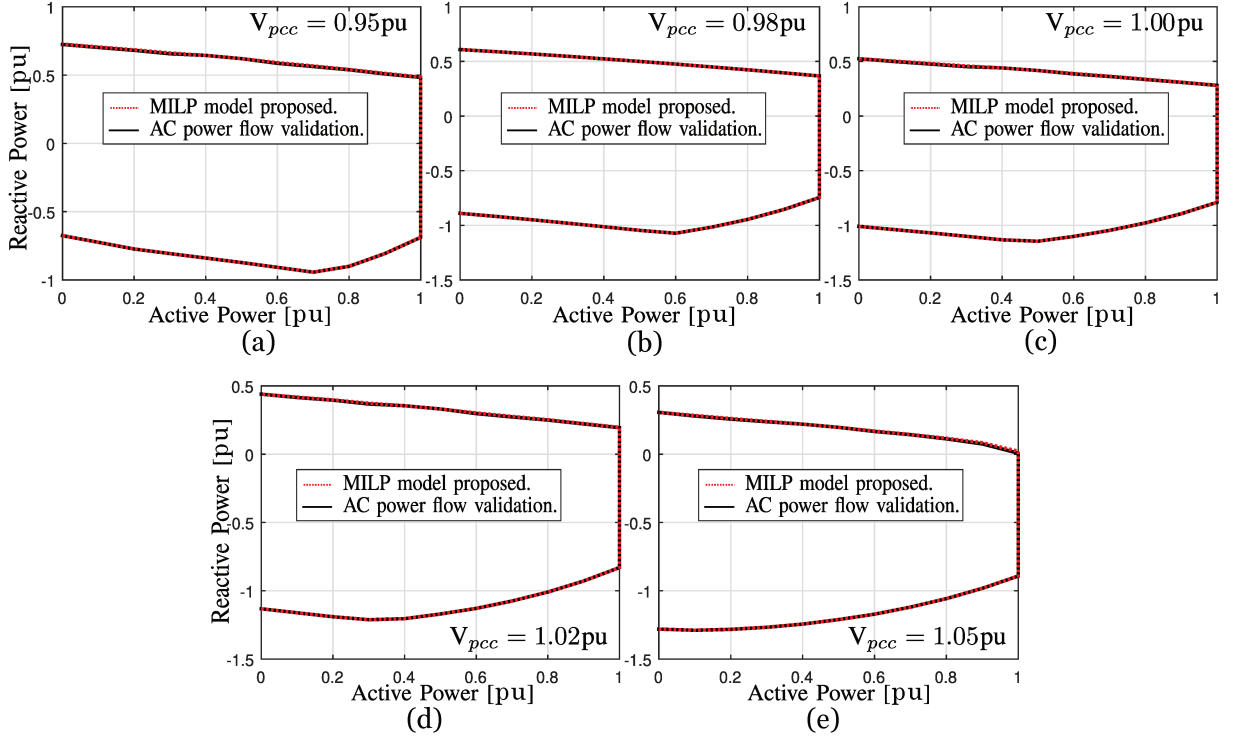 V_pcc = 0.95pu
V_pcc = 0.98pu
V_pcc = 1.00pu
Reactive Power [pu]
1
0.5
0
-0.5
-1
MILP model proposed.
AC power flow validation.
0 0.2 0.4 0.6 0.8 1
Active Power [pu]
(a)
1
0.5
0
-0.5
-1
-1.5
MILP model proposed.
AC power flow validation.
0 0.2 0.4 0.6 0.8 1
Active Power [pu]
(b)
1
0.5
0
-0.5
-1
-1.5
MILP model proposed.
AC power flow validation.
0 0.2 0.4 0.6 0.8 1
Active Power [pu]
(c)
Reactive Power [pu]
0.5
0
-0.5
-1
-1.5
MILP model proposed.
AC power flow validation.
V_pcc = 1.02pu
0 0.2 0.4 0.6 0.8 1
Active Power [pu]
(d)
0.5
0
-0.5
-1
-1.5
MILP model proposed.
AC power flow validation.
V_pcc = 1.05pu
0 0.2 0.4 0.6 0.8 1
Active Power [pu]
(e)